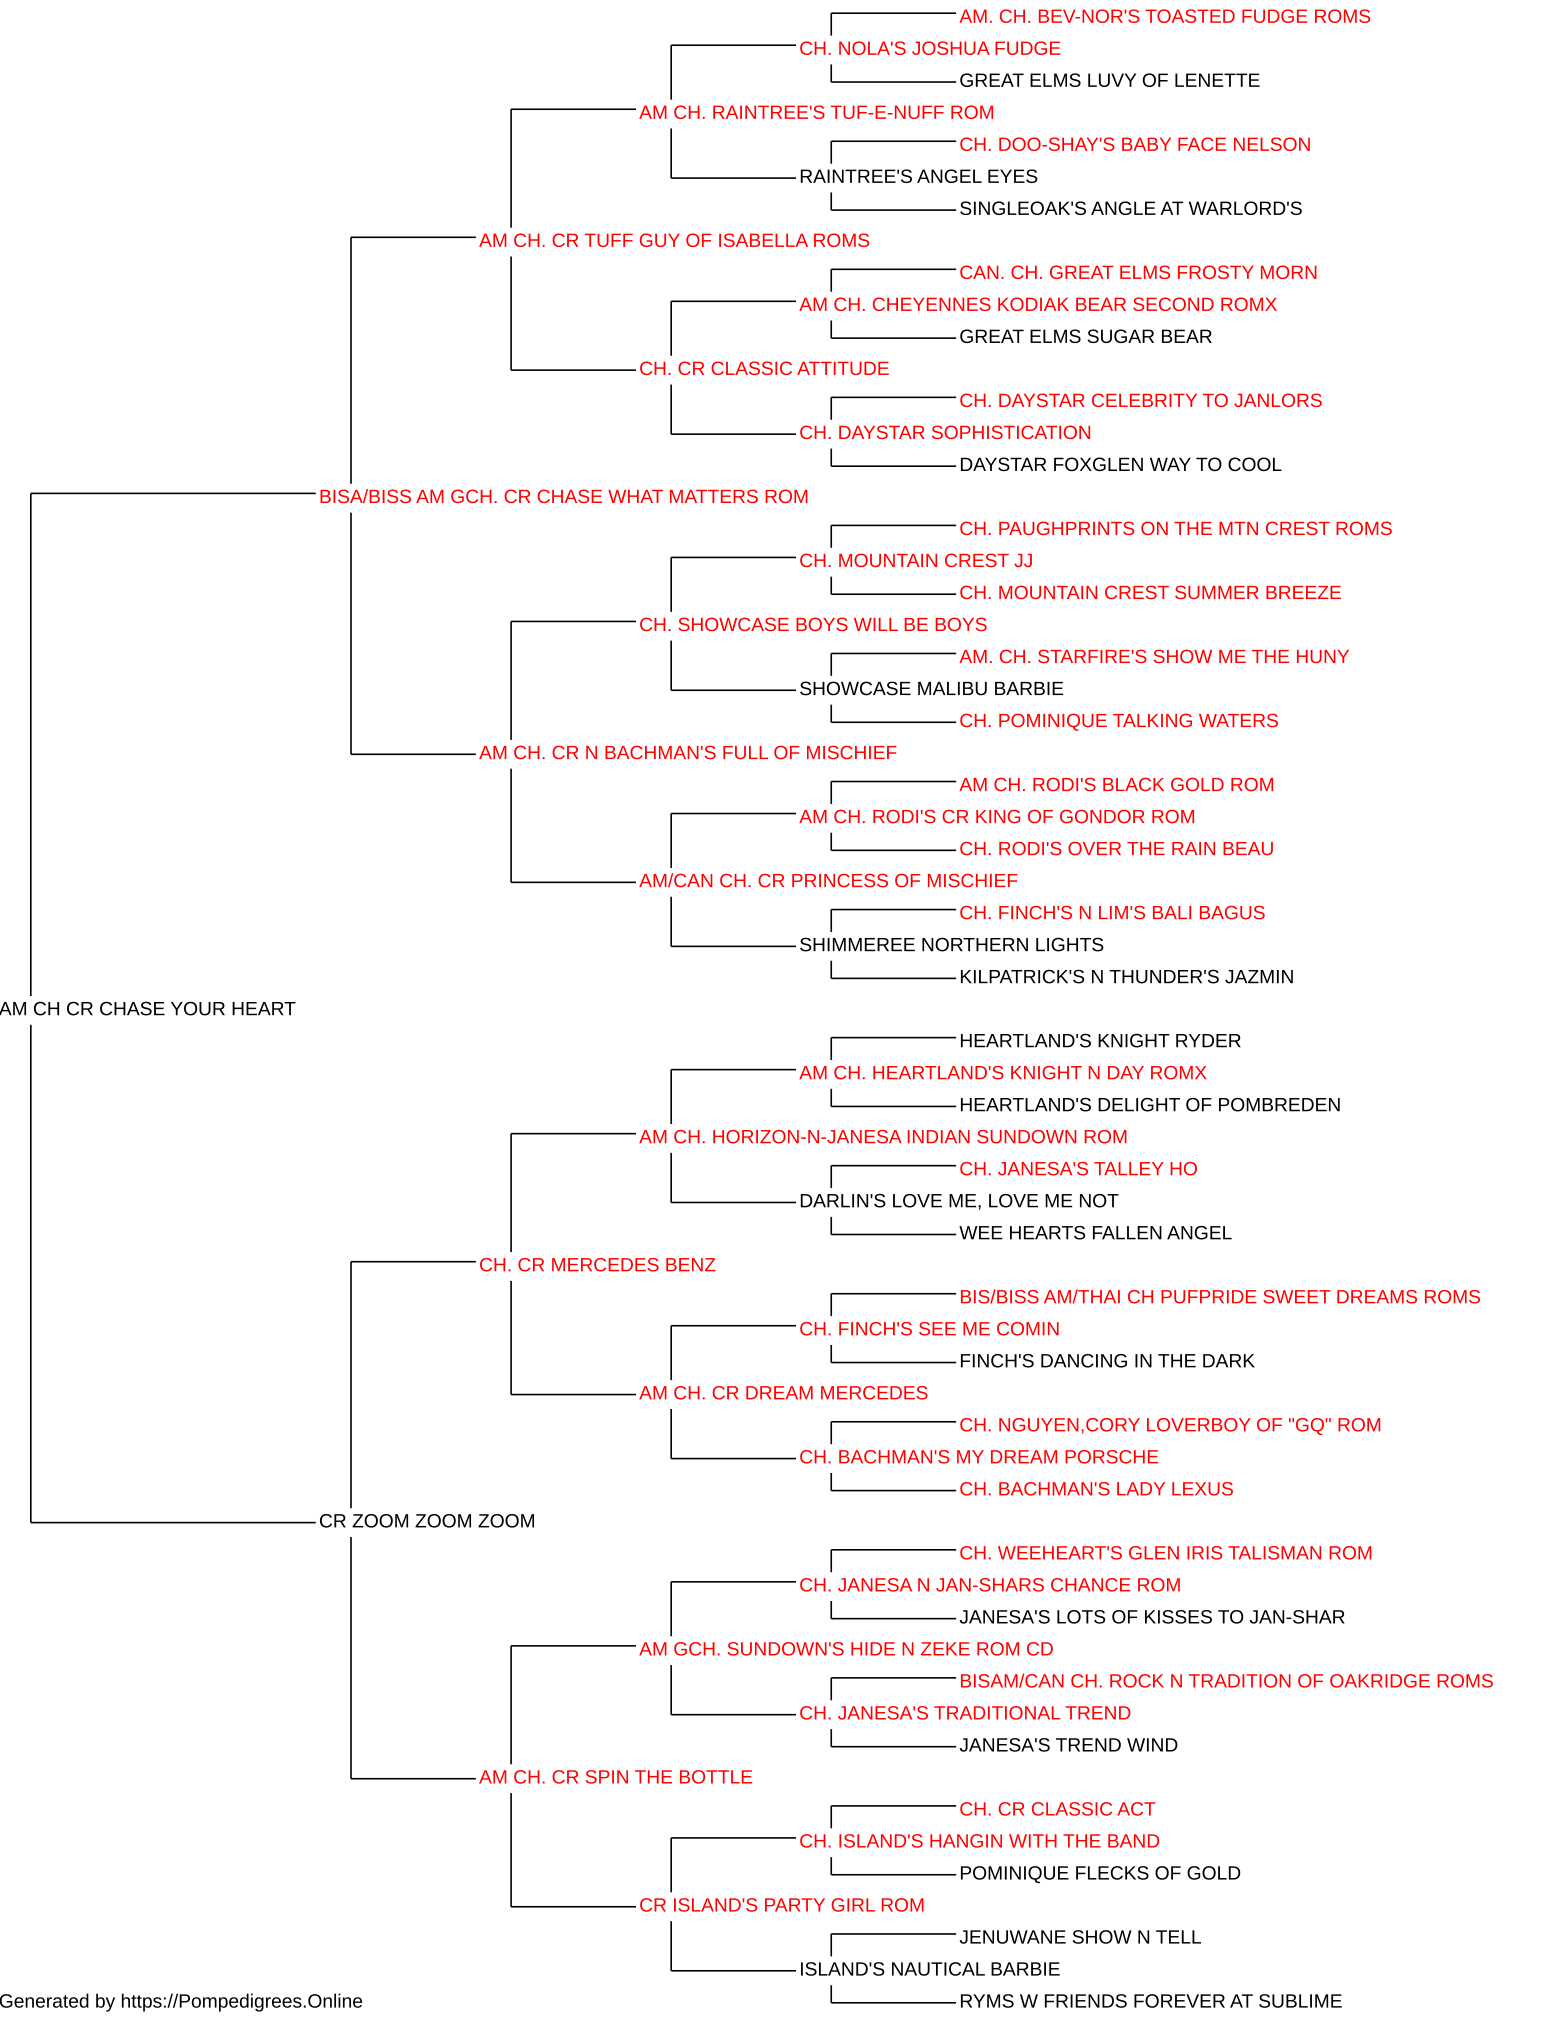 AM. CH. BEV-NOR'S TOASTED FUDGE ROMS
CH. NOLA'S JOSHUA FUDGE
GREAT ELMS LUVY OF LENETTE
AM CH. RAINTREE'S TUF-E-NUFF ROM
CH. DOO-SHAY'S BABY FACE NELSON
RAINTREE'S ANGEL EYES
SINGLEOAK'S ANGLE AT WARLORD'S
AM CH. CR TUFF GUY OF ISABELLA ROMS
CAN. CH. GREAT ELMS FROSTY MORN
AM CH. CHEYENNES KODIAK BEAR SECOND ROMX
GREAT ELMS SUGAR BEAR
CH. CR CLASSIC ATTITUDE
CH. DAYSTAR CELEBRITY TO JANLORS
CH. DAYSTAR SOPHISTICATION
DAYSTAR FOXGLEN WAY TO COOL
BISA/BISS AM GCH. CR CHASE WHAT MATTERS ROM
CH. PAUGHPRINTS ON THE MTN CREST ROMS
CH. MOUNTAIN CREST JJ
CH. MOUNTAIN CREST SUMMER BREEZE
CH. SHOWCASE BOYS WILL BE BOYS
AM. CH. STARFIRE'S SHOW ME THE HUNY
SHOWCASE MALIBU BARBIE
CH. POMINIQUE TALKING WATERS
AM CH. CR N BACHMAN'S FULL OF MISCHIEF
AM CH. RODI'S BLACK GOLD ROM
AM CH. RODI'S CR KING OF GONDOR ROM
CH. RODI'S OVER THE RAIN BEAU
AM/CAN CH. CR PRINCESS OF MISCHIEF
CH. FINCH'S N LIM'S BALI BAGUS
SHIMMEREE NORTHERN LIGHTS
KILPATRICK'S N THUNDER'S JAZMIN
AM CH CR CHASE YOUR HEART
HEARTLAND'S KNIGHT RYDER
AM CH. HEARTLAND'S KNIGHT N DAY ROMX
HEARTLAND'S DELIGHT OF POMBREDEN
AM CH. HORIZON-N-JANESA INDIAN SUNDOWN ROM
CH. JANESA'S TALLEY HO
DARLIN'S LOVE ME, LOVE ME NOT
WEE HEARTS FALLEN ANGEL
CH. CR MERCEDES BENZ
BIS/BISS AM/THAI CH PUFPRIDE SWEET DREAMS ROMS
CH. FINCH'S SEE ME COMIN
FINCH'S DANCING IN THE DARK
AM CH. CR DREAM MERCEDES
CH. NGUYEN,CORY LOVERBOY OF "GQ" ROM
CH. BACHMAN'S MY DREAM PORSCHE
CH. BACHMAN'S LADY LEXUS
CR ZOOM ZOOM ZOOM
CH. WEEHEART'S GLEN IRIS TALISMAN ROM
CH. JANESA N JAN-SHARS CHANCE ROM
JANESA'S LOTS OF KISSES TO JAN-SHAR
AM GCH. SUNDOWN'S HIDE N ZEKE ROM CD
BISAM/CAN CH. ROCK N TRADITION OF OAKRIDGE ROMS
CH. JANESA'S TRADITIONAL TREND
JANESA'S TREND WIND
AM CH. CR SPIN THE BOTTLE
CH. CR CLASSIC ACT
CH. ISLAND'S HANGIN WITH THE BAND
POMINIQUE FLECKS OF GOLD
CR ISLAND'S PARTY GIRL ROM
JENUWANE SHOW N TELL
ISLAND'S NAUTICAL BARBIE
RYMS W FRIENDS FOREVER AT SUBLIME
Generated by https://Pompedigrees.Online